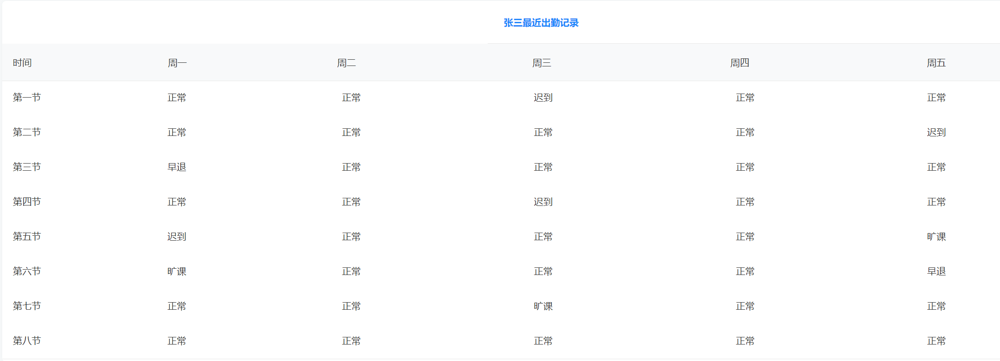 张三最近出勤记录
时间 周一 周二 周三 周四 周五
第一节 正常 正常 迟到 正常 正常
第二节 正常 正常 正常 正常 迟到
第三节 早退 正常 正常 正常 正常
第四节 正常 正常 迟到 正常 正常
第五节 迟到 正常 正常 正常 旷课
第六节 旷课 正常 正常 正常 早退
第七节 正常 正常 旷课 正常 正常
第八节 正常 正常 正常 正常 正常